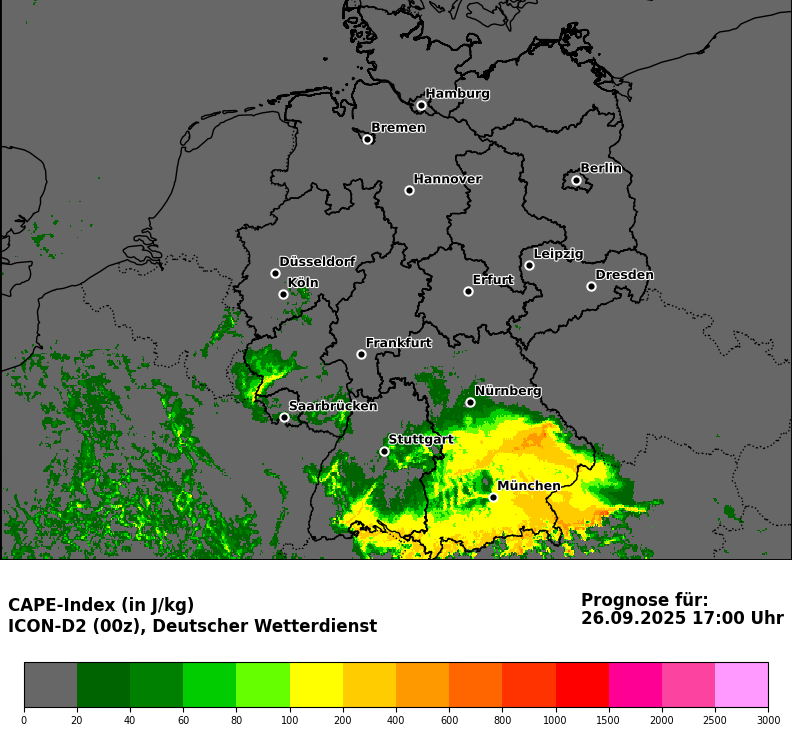 Hamburg
Bremen
Berlin
Hannover
Leipzig
Düsseldorf
Dresden
Köln
Erfurt
Frankfurt
Nürnberg
Saarbrücken
Stuttgart
München
CAPE-Index (in J/kg)
ICON-D2 (00z), Deutscher Wetterdienst
Prognose für:
26.09.2025 17:00 Uhr
0 20 40 60 80 100 200 400 600 800 1000 1500 2000 2500 3000